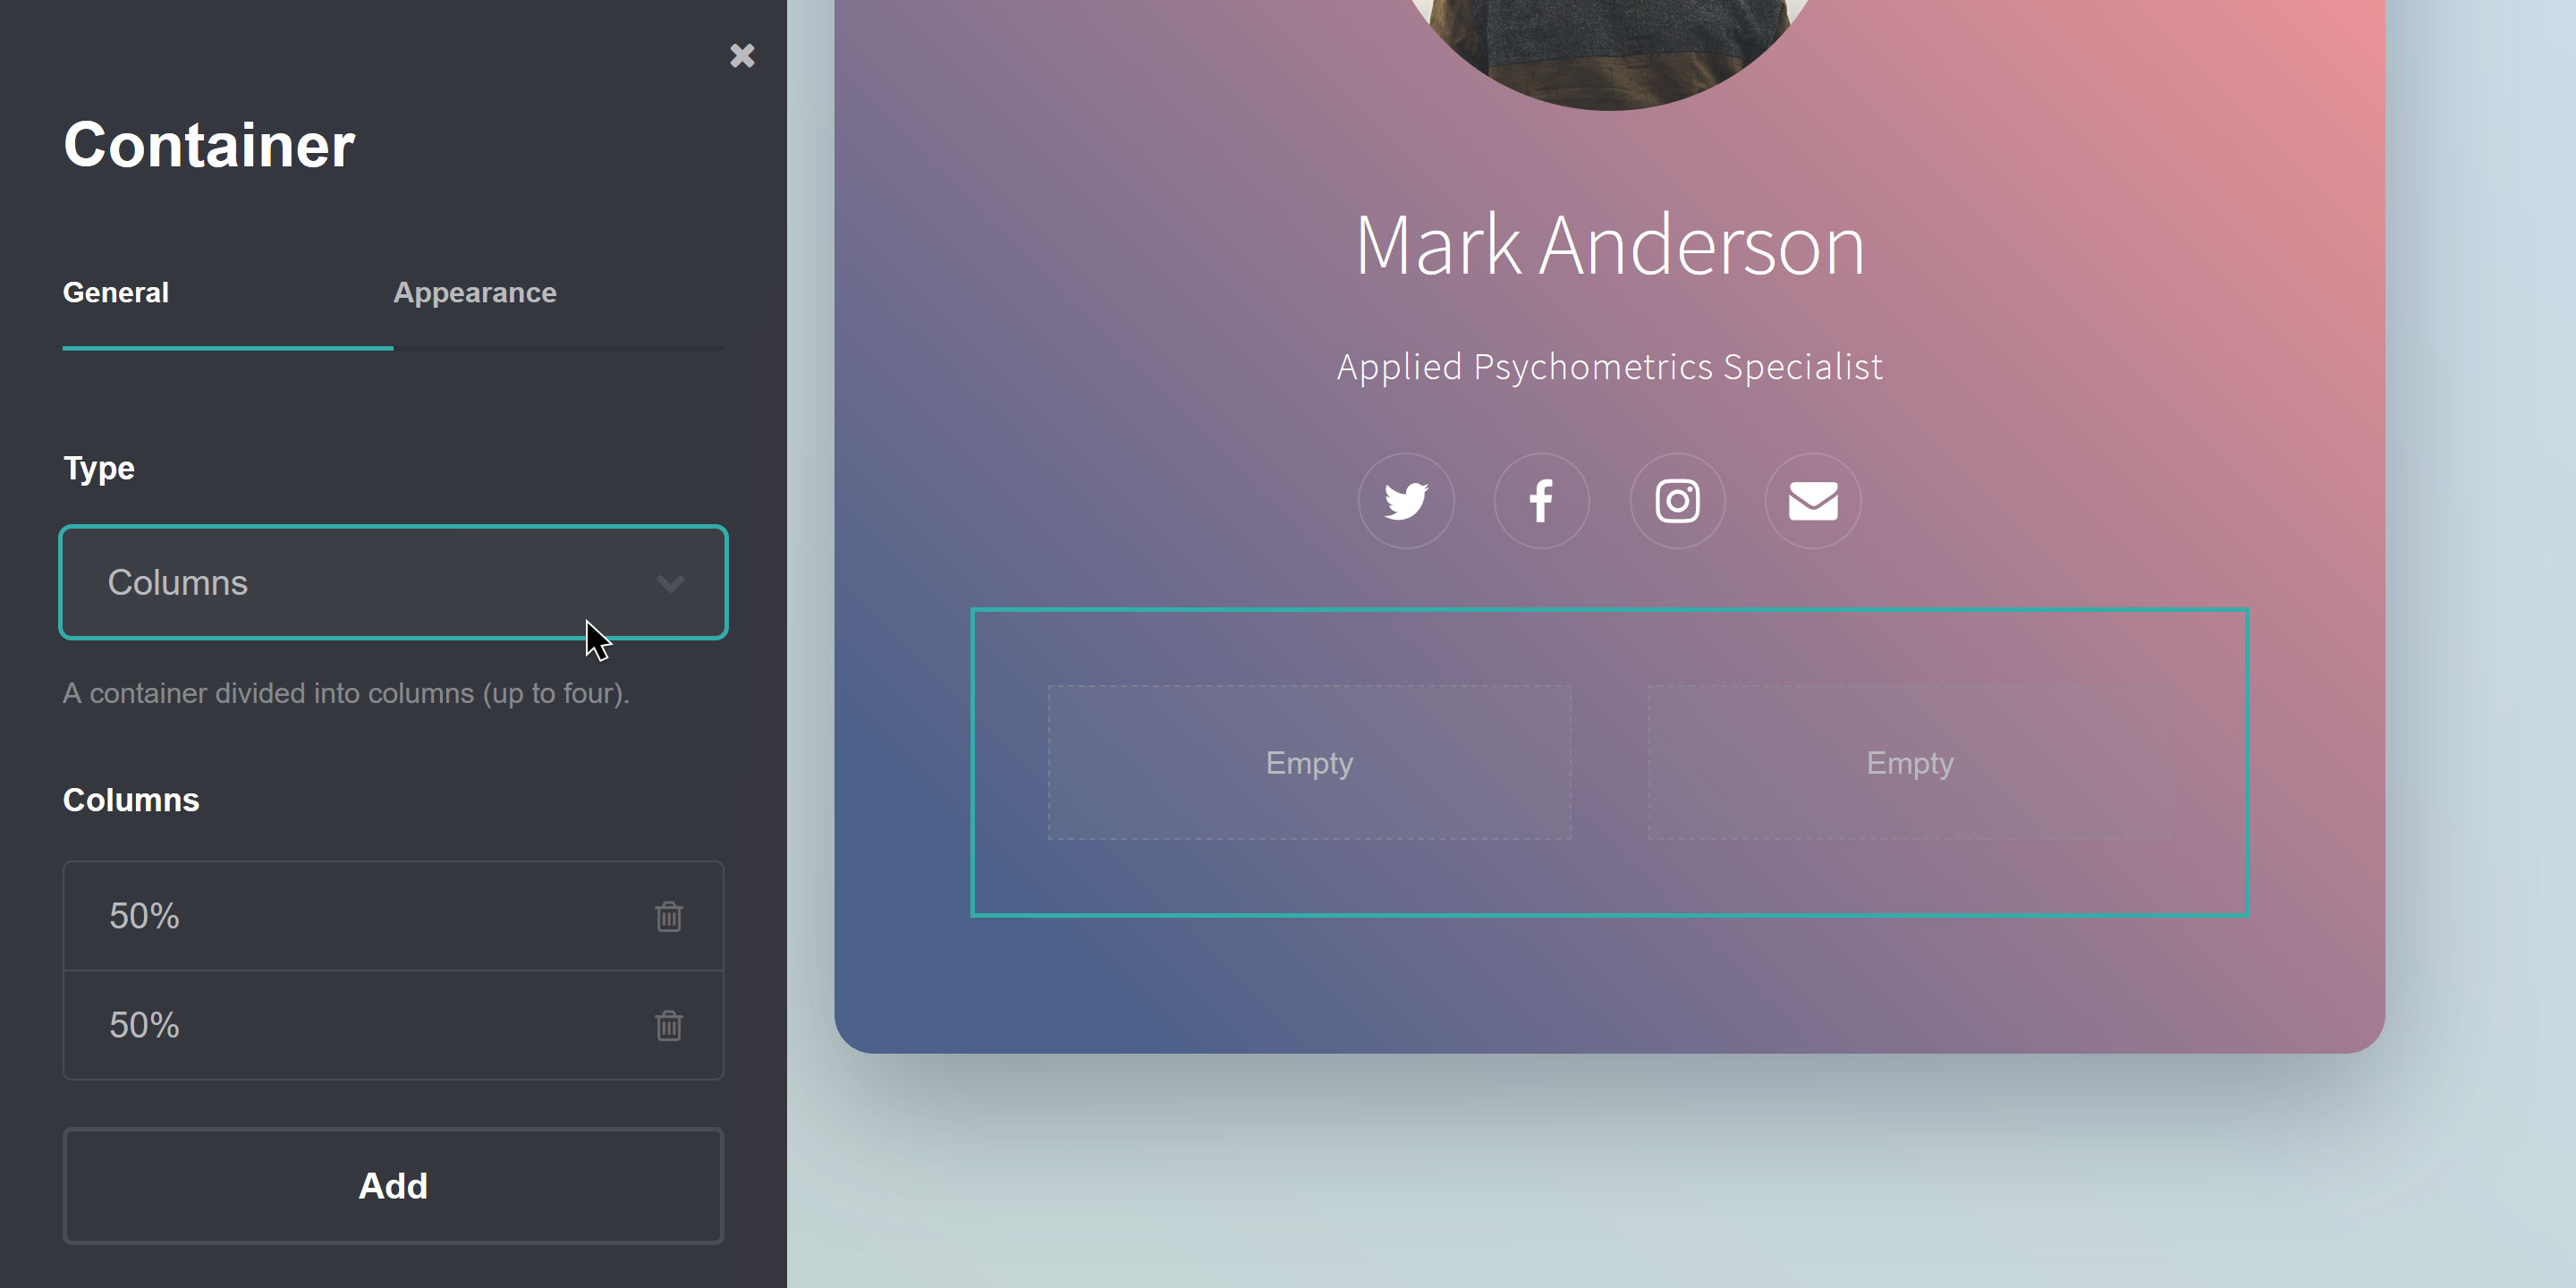 Container
General
Appearance
Type
Columns
A container divided into columns (up to four).
Columns
50%
50%
Add
Mark Anderson
Applied Psychometrics Specialist
Empty
Empty